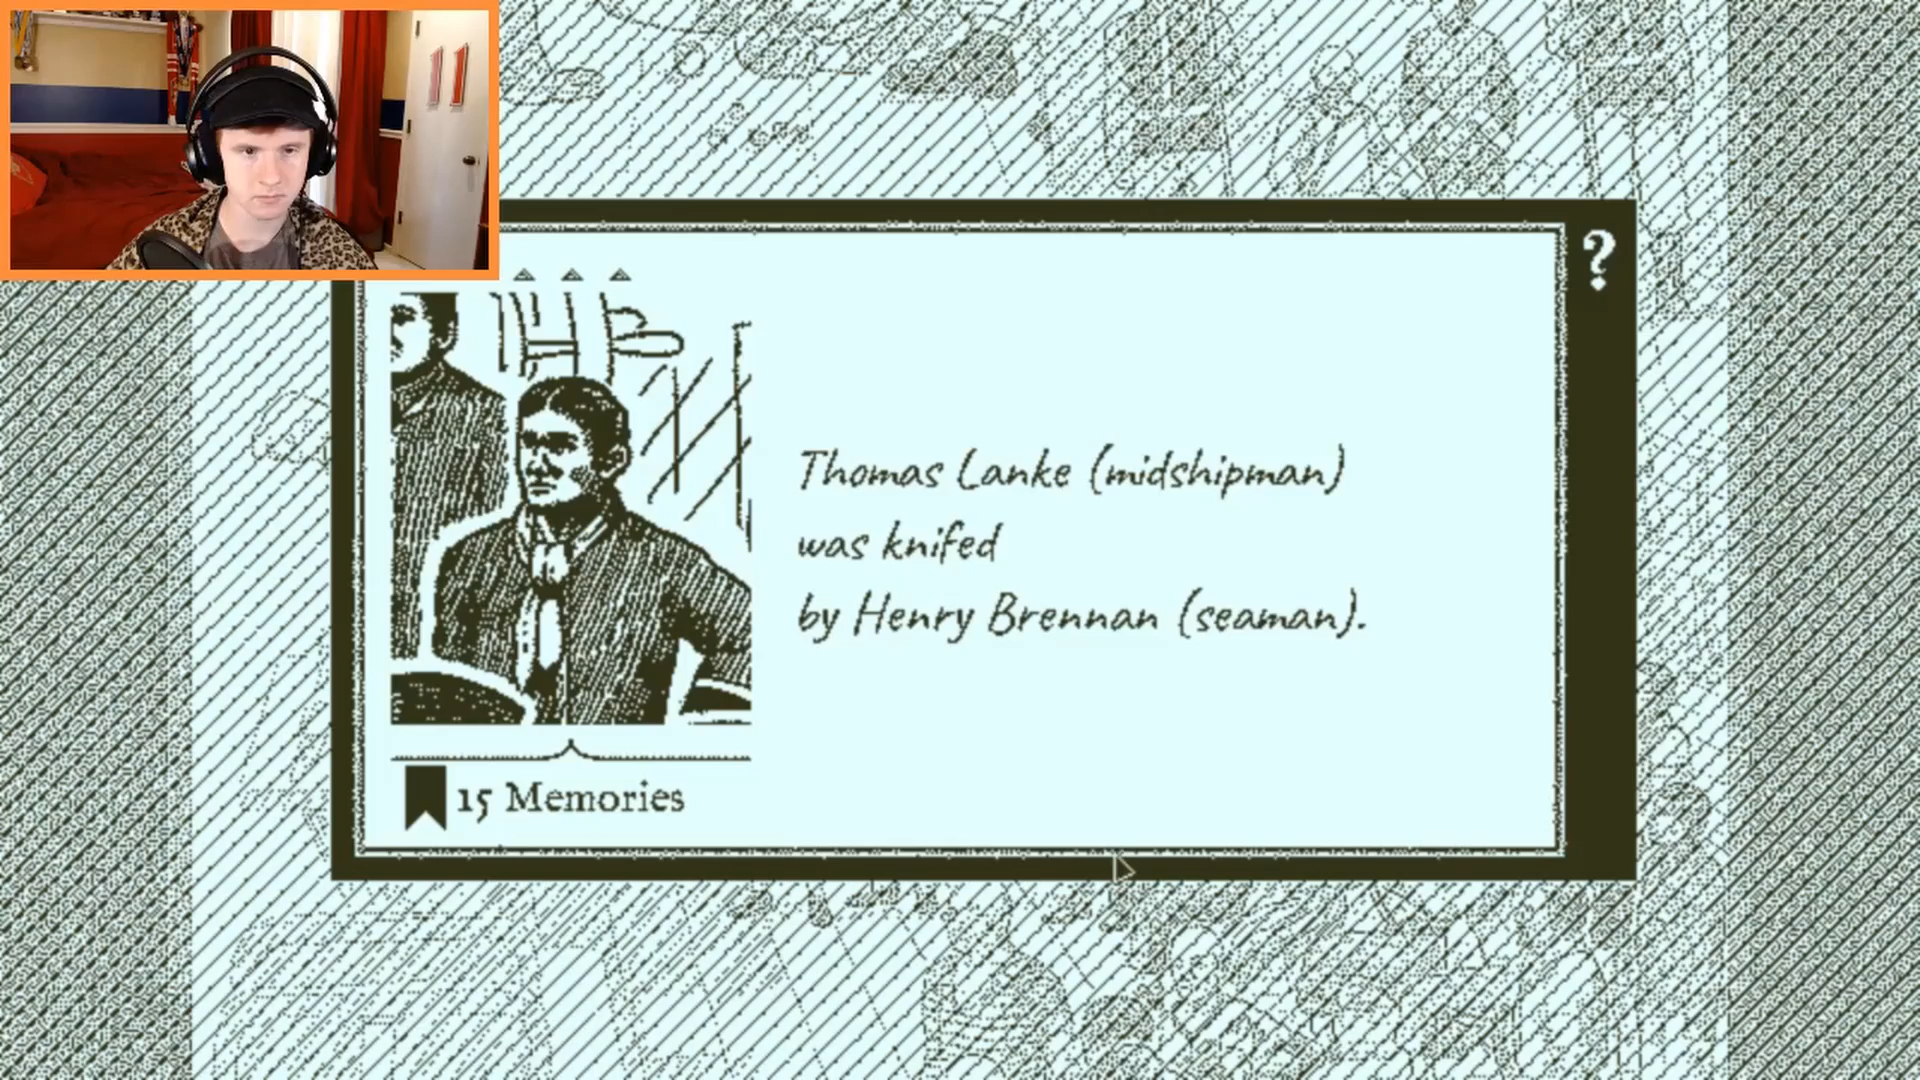 ?
Thomas Lanke (midshipman)
was knifed
by Henry Brennan (seaman).
15 Memories